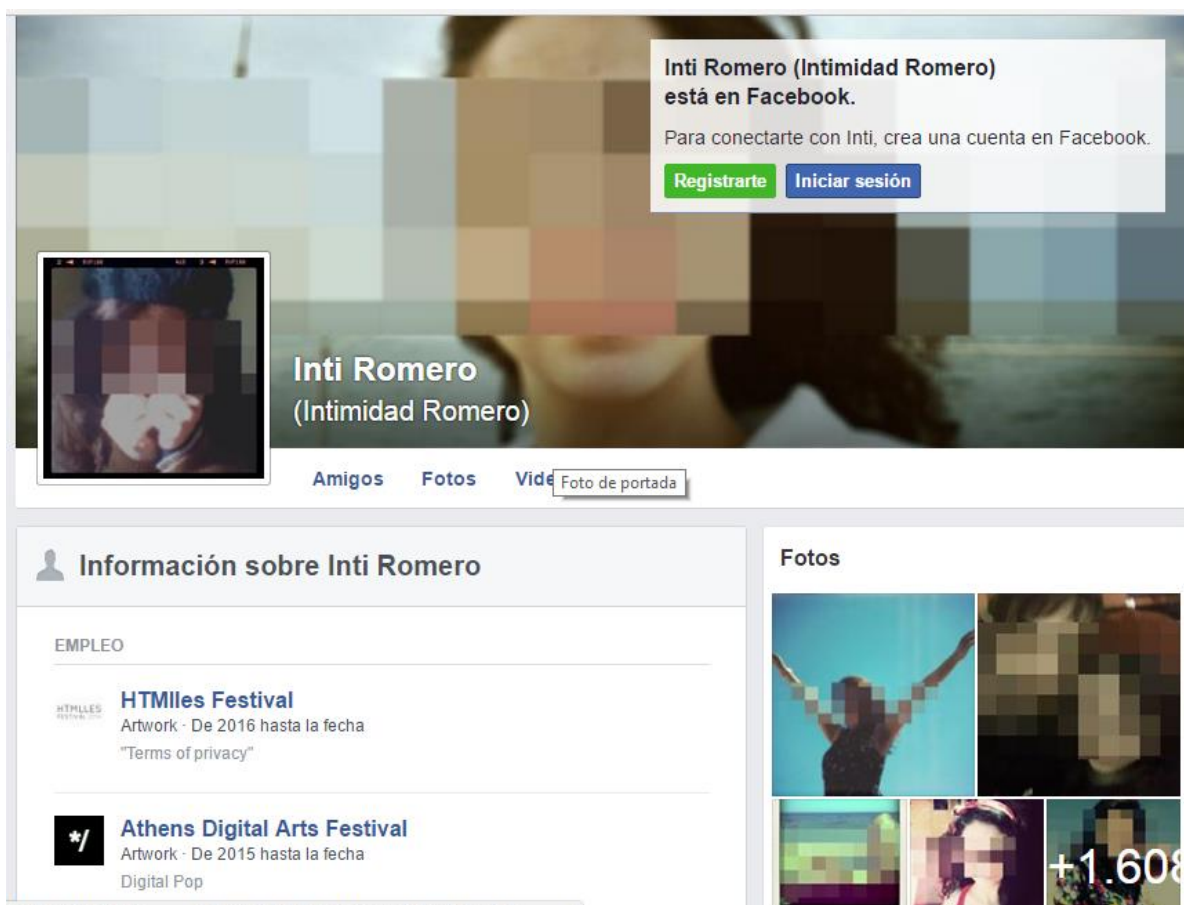 Inti Romero (Intimidad Romero)
está en Facebook.
Para conectarte con Inti, crea una cuenta en Facebook.
Registrarte Iniciar sesión
Inti Romero
(Intimidad Romero)
Amigos Fotos Vide
Foto de portada
Información sobre Inti Romero
EMPLEO
HTMLLES
HTMlles Festival
Artwork · De 2016 hasta la fecha
"Terms of privacy"
*/
Athens Digital Arts Festival
Artwork · De 2015 hasta la fecha
Digital Pop
Fotos
+1.608